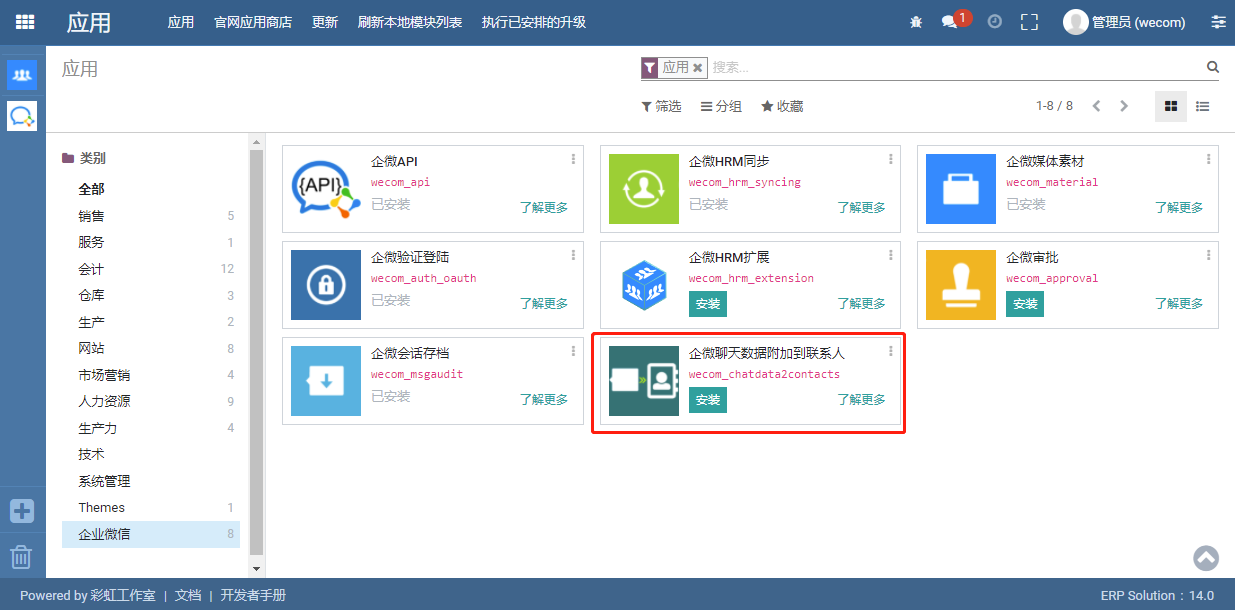 应用
应用 官网应用商店 更新 刷新本地模块列表 执行已安排的升级
1
管理员 (wecom)
应用
应用 搜索...
筛选 分组 收藏
1-8 / 8
类别
全部
销售 5
服务 1
会计 12
仓库 3
生产 2
网站 8
市场营销 4
人力资源 9
生产力 4
技术
系统管理
Themes 1
企业微信 8
{API}
企微API
wecom_api
已安装
了解更多
企微HRM同步
wecom_hrm_syncing
已安装
了解更多
企微媒体素材
wecom_material
已安装
了解更多
企微验证登陆
wecom_auth_oauth
已安装
了解更多
企微HRM扩展
wecom_hrm_extension
安装
了解更多
企微审批
wecom_approval
安装
了解更多
企微会话存档
wecom_msgaudit
已安装
了解更多
企微聊天数据附加到联系人
wecom_chatdata2contacts
安装
了解更多
Powered by 彩虹工作室 | 文档 | 开发者手册
ERP Solution：14.0